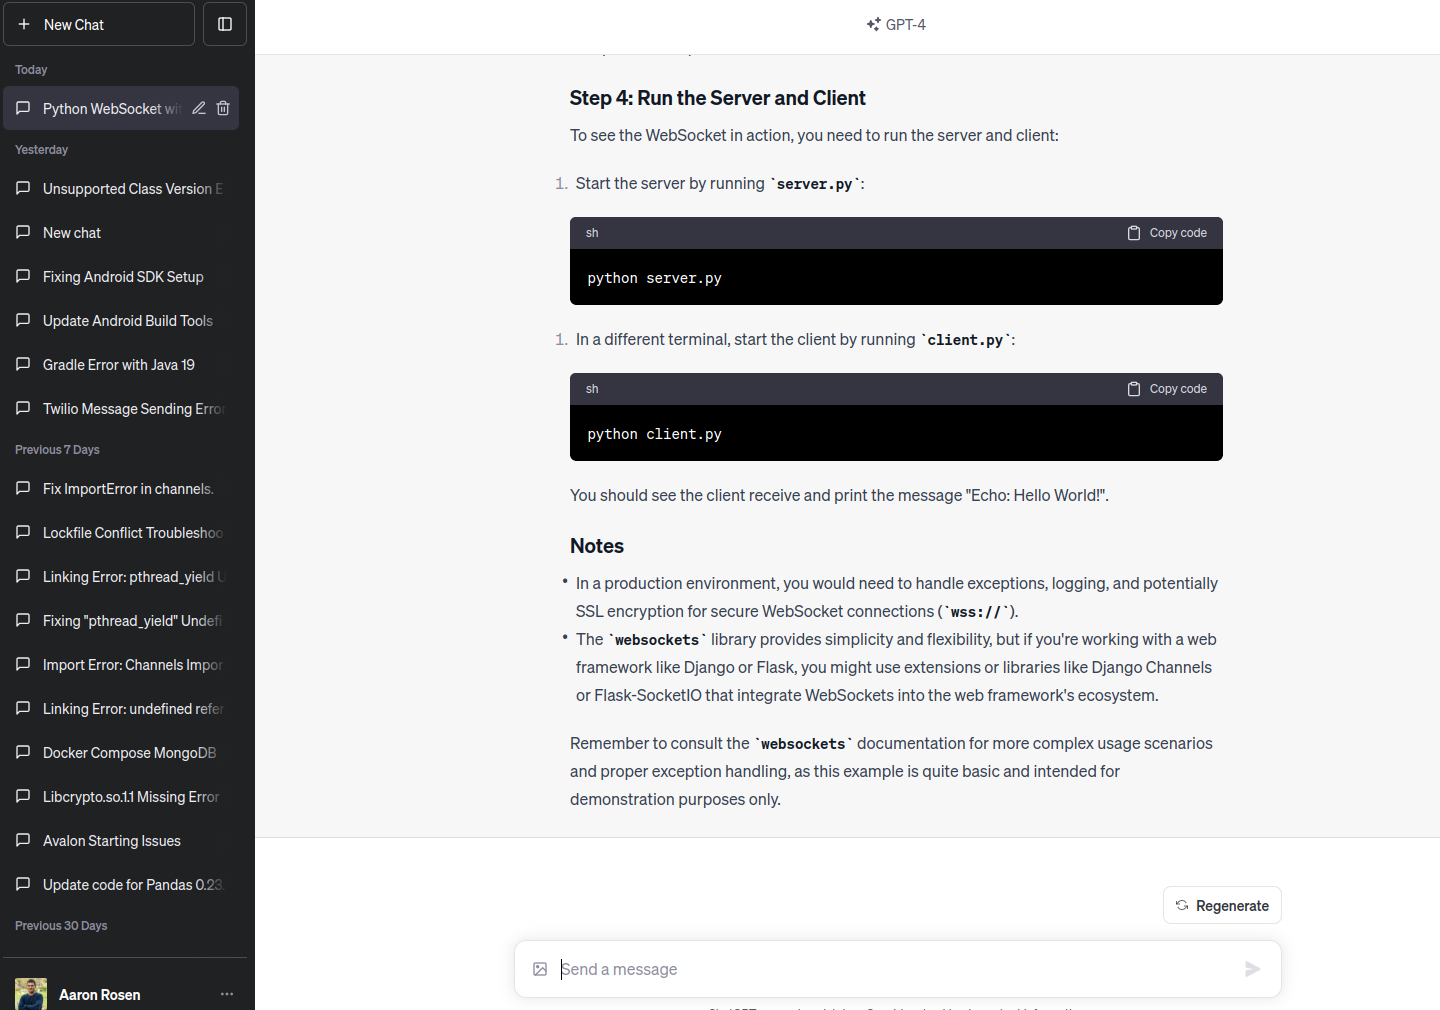 New Chat
GPT-4
Today
Python WebSocket wi
Yesterday
Unsupported Class Version E
New chat
Fixing Android SDK Setup
Update Android Build Tools
Gradle Error with Java 19
Twilio Message Sending Error
Previous 7 Days
Fix ImportError in channels.
Lockfile Conflict Troubleshoo
Linking Error: pthread_yield U
Fixing "pthread_yield" Undefi
Import Error: Channels Impor
Linking Error: undefined refer
Docker Compose MongoDB
Libcrypto.so.1.1 Missing Error
Avalon Starting Issues
Update code for Pandas 0.23.
Previous 30 Days
Aaron Rosen
Step 4: Run the Server and Client
To see the WebSocket in action, you need to run the server and client:
1. Start the server by running `server.py`:
sh
Copy code
python server.py
1. In a different terminal, start the client by running `client.py`:
sh
Copy code
python client.py
You should see the client receive and print the message "Echo: Hello World!".
Notes
• In a production environment, you would need to handle exceptions, logging, and potentially
SSL encryption for secure WebSocket connections (`wss://`).
• The `websockets` library provides simplicity and flexibility, but if you're working with a web
framework like Django or Flask, you might use extensions or libraries like Django Channels
or Flask-SocketIO that integrate WebSockets into the web framework's ecosystem.
Remember to consult the `websockets` documentation for more complex usage scenarios
and proper exception handling, as this example is quite basic and intended for
demonstration purposes only.
Regenerate
Send a message